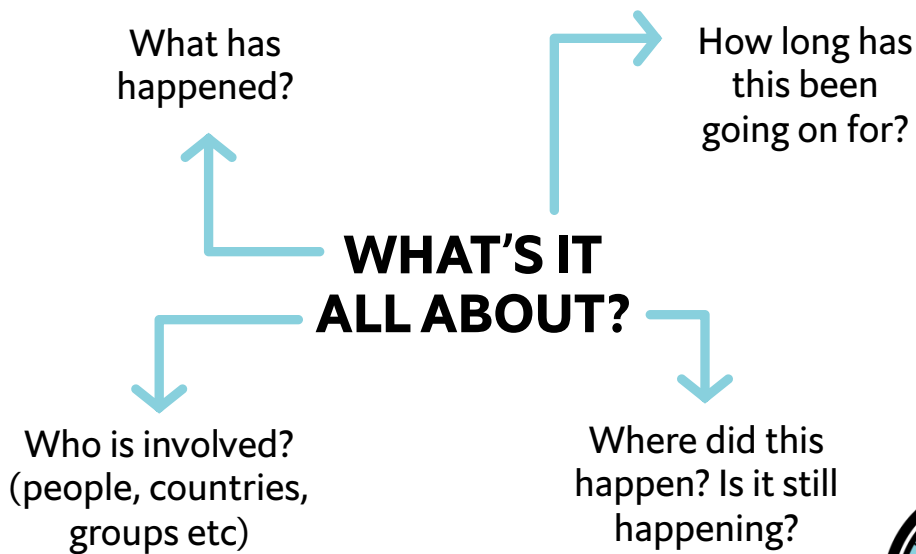 What has
happened?
How long has
this been
going on for?
WHAT'S IT
ALL ABOUT?
Who is involved?
(people, countries,
groups etc)
Where did this
happen? Is it still
happening?